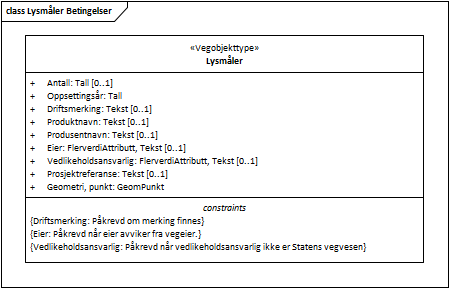 class Lysmåler Betingelser
«Vegobjekttype»
Lysmåler
+ Antall: Tall [0..1]
+ Oppsettingsår: Tall
+ Driftsmerking: Tekst [0..1]
+ Produktnavn: Tekst [0..1]
+ Produsentnavn: Tekst [0..1]
+ Eier: FlerverdiAttributt, Tekst [0..1]
+ Vedlikeholdsansvarlig: FlerverdiAttributt, Tekst [0..1]
+ Prosjektreferanse: Tekst [0..1]
+ Geometri, punkt: GeomPunkt
constraints
{Driftsmerking: Påkrevd om merking finnes}
{Eier: Påkrevd når eier avviker fra vegeier.}
{Vedlikeholdsansvarlig: Påkrevd når vedlikeholdsansvarlig ikke er Statens vegvesen}